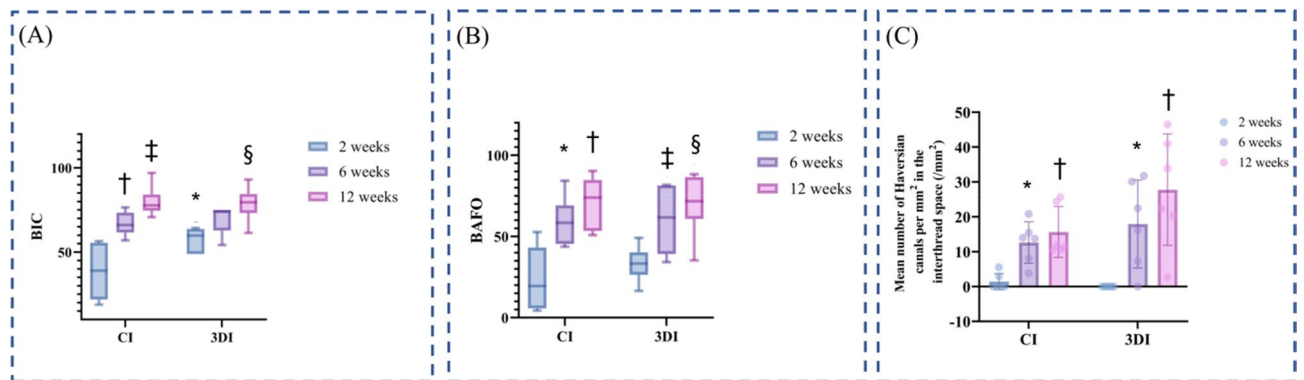 (A)
BIC
100
50
†
‡
*
§
CI
3DI
2 weeks
6 weeks
12 weeks
(B)
BAFO
100
50
0
*
†
‡
§
CI
3DI
2 weeks
6 weeks
12 weeks
(C)
Mean number of Haversian
canals per mm² in the
interthread space (/mm²)
50
40
30
20
10
0
-10
*
†
*
†
CI
3DI
2 weeks
6 weeks
12 weeks